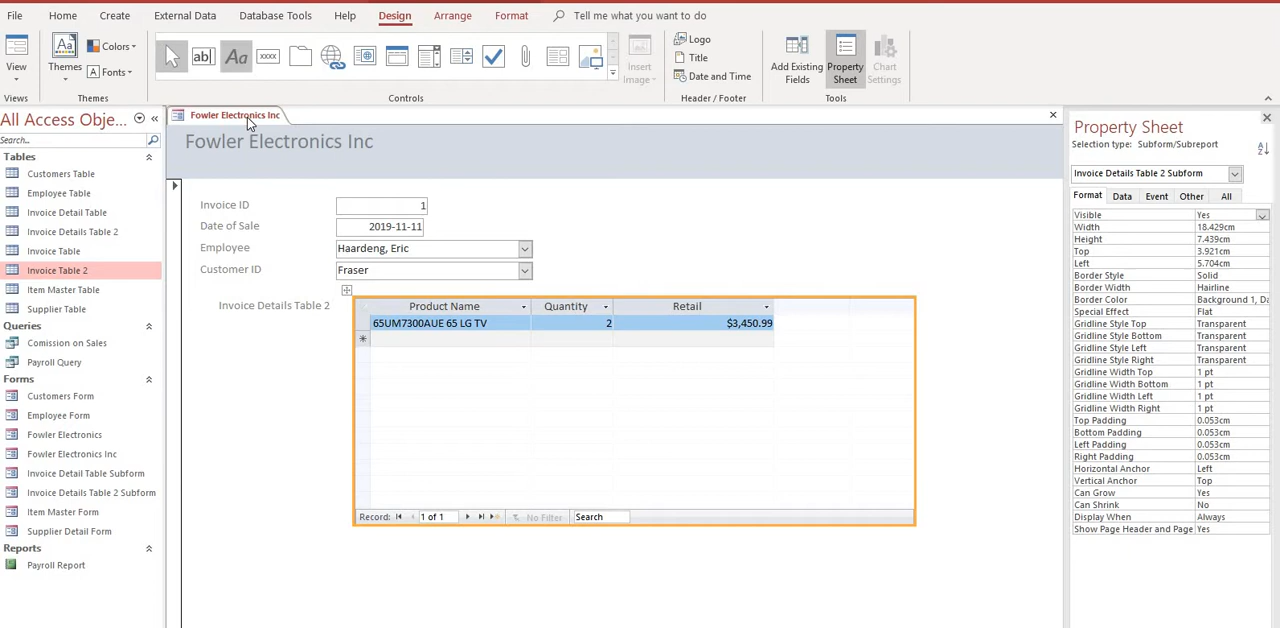 File Home Create External Data Database Tools Help Design Arrange Format Tell me what you want to do
View
Themes
Colors
Fonts
ab|
Aa
xxxx
Insert Image
Logo
Title
Date and Time
Add Existing Fields
Property Sheet
Chart Settings
Views Themes Controls Header / Footer Tools
All Access Obje...
Search...
Tables
Customers Table
Employee Table
Invoice Detail Table
Invoice Details Table 2
Invoice Table
Invoice Table 2
Item Master Table
Supplier Table
Queries
Comission on Sales
Payroll Query
Forms
Customers Form
Employee Form
Fowler Electronics
Fowler Electronics Inc
Invoice Detail Table Subform
Invoice Details Table 2 Subform
Item Master Form
Supplier Detail Form
Reports
Payroll Report
Fowler Electronics Inc
Fowler Electronics Inc
Invoice ID 1
Date of Sale 2019-11-11
Employee Haardeng, Eric
Customer ID Fraser
Invoice Details Table 2
Product Name Quantity Retail
65UM7300AUE 65 LG TV 2 $3,450.99
Record: 1 of 1 No Filter Search
Property Sheet
Selection type: Subform/Subreport
Invoice Details Table 2 Subform
Format Data Event Other All
Visible Yes
Width 18.429cm
Height 7.439cm
Top 3.921cm
Left 5.704cm
Border Style Solid
Border Width Hairline
Border Color Background 1, Da
Special Effect Flat
Gridline Style Top Transparent
Gridline Style Bottom Transparent
Gridline Style Left Transparent
Gridline Style Right Transparent
Gridline Width Top 1 pt
Gridline Width Bottom 1 pt
Gridline Width Left 1 pt
Gridline Width Right 1 pt
Top Padding 0.053cm
Bottom Padding 0.053cm
Left Padding 0.053cm
Right Padding 0.053cm
Horizontal Anchor Left
Vertical Anchor Top
Can Grow Yes
Can Shrink No
Display When Always
Show Page Header and Page Yes